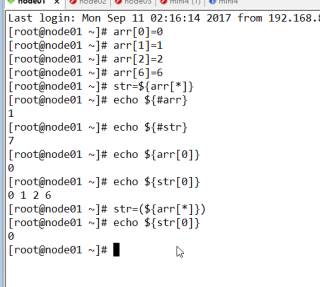 node01 × node02 node03 mini4 (1) mini4
Last login: Mon Sep 11 02:16:14 2017 from 192.168.
[root@node01 ~]# arr[0]=0
[root@node01 ~]# arr[1]=1
[root@node01 ~]# arr[2]=2
[root@node01 ~]# arr[6]=6
[root@node01 ~]# str=${arr[*]}
[root@node01 ~]# echo ${#arr}
1
[root@node01 ~]# echo ${#str}
7
[root@node01 ~]# echo ${arr[0]}
0
[root@node01 ~]# echo ${str[0]}
0 1 2 6
[root@node01 ~]# str=(${arr[*]})
[root@node01 ~]# echo ${str[0]}
0
[root@node01 ~]#